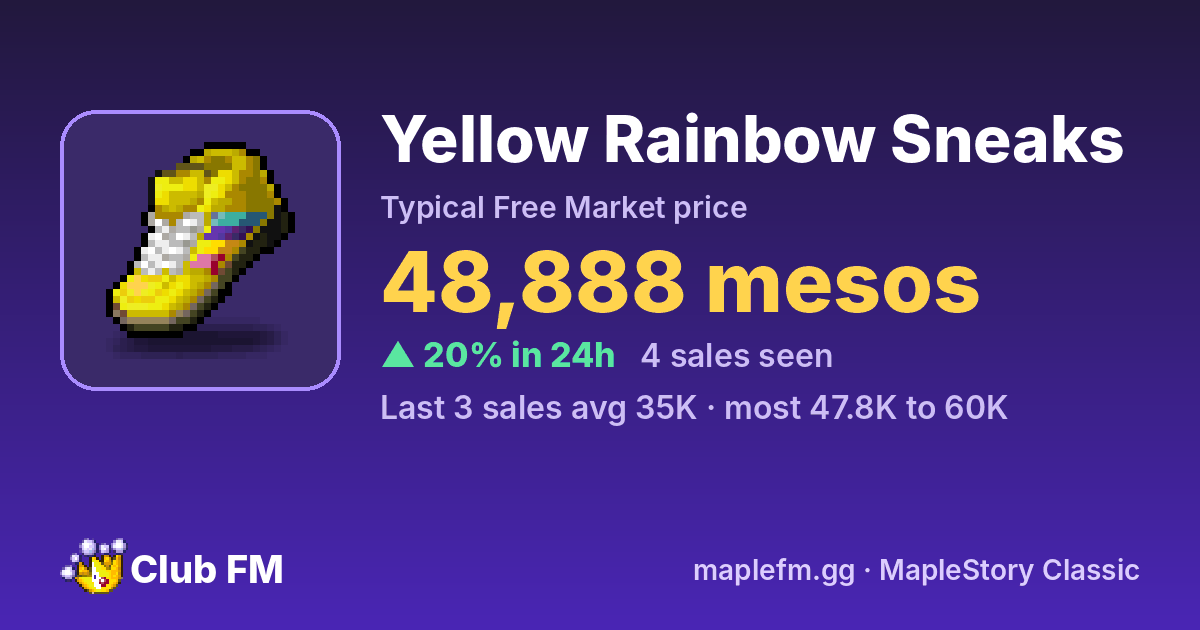 Yellow Rainbow Sneaks
Typical Free Market price
48,888 mesos
▲ 20% in 24h 4 sales seen
Last 3 sales avg 35K · most 47.8K to 60K
Club FM
maplefm.gg · MapleStory Classic